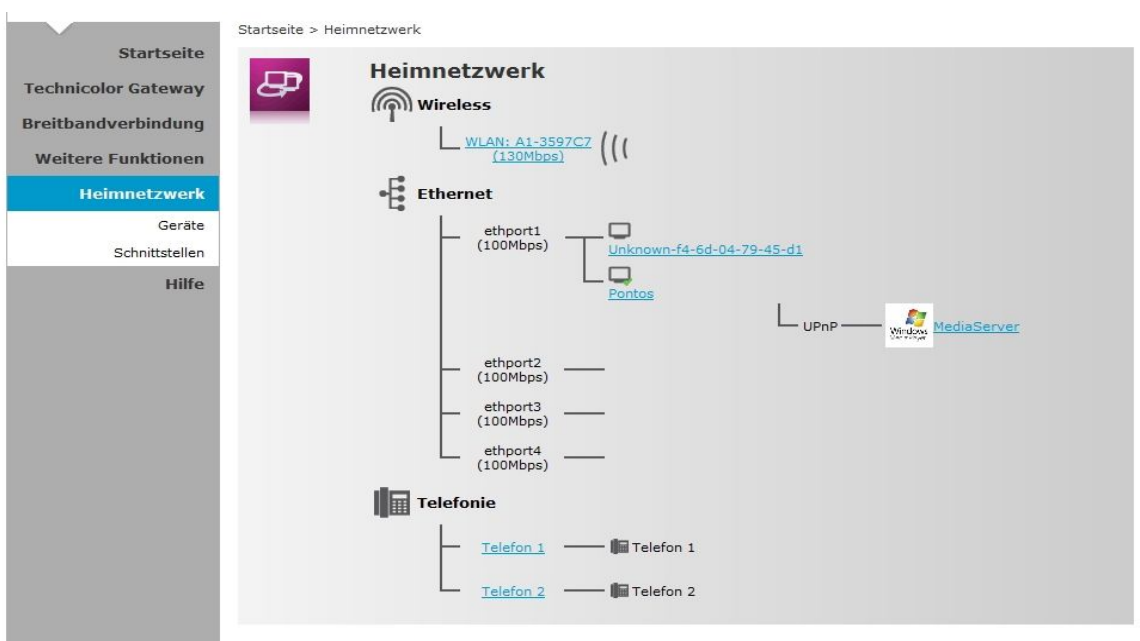 Startseite
Technicolor Gateway
Breitbandverbindung
Weitere Funktionen
Heimnetzwerk
Geräte
Schnittstellen
Hilfe
Startseite > Heimnetzwerk
Heimnetzwerk
Wireless
WLAN: A1-3597C7
(130Mbps)
Ethernet
ethport1
(100Mbps)
Unknown-f4-6d-04-79-45-d1
Pontos
UPnP
Windows
MediaServer
ethport2
(100Mbps)
ethport3
(100Mbps)
ethport4
(100Mbps)
Telefonie
Telefon 1
Telefon 1
Telefon 2
Telefon 2